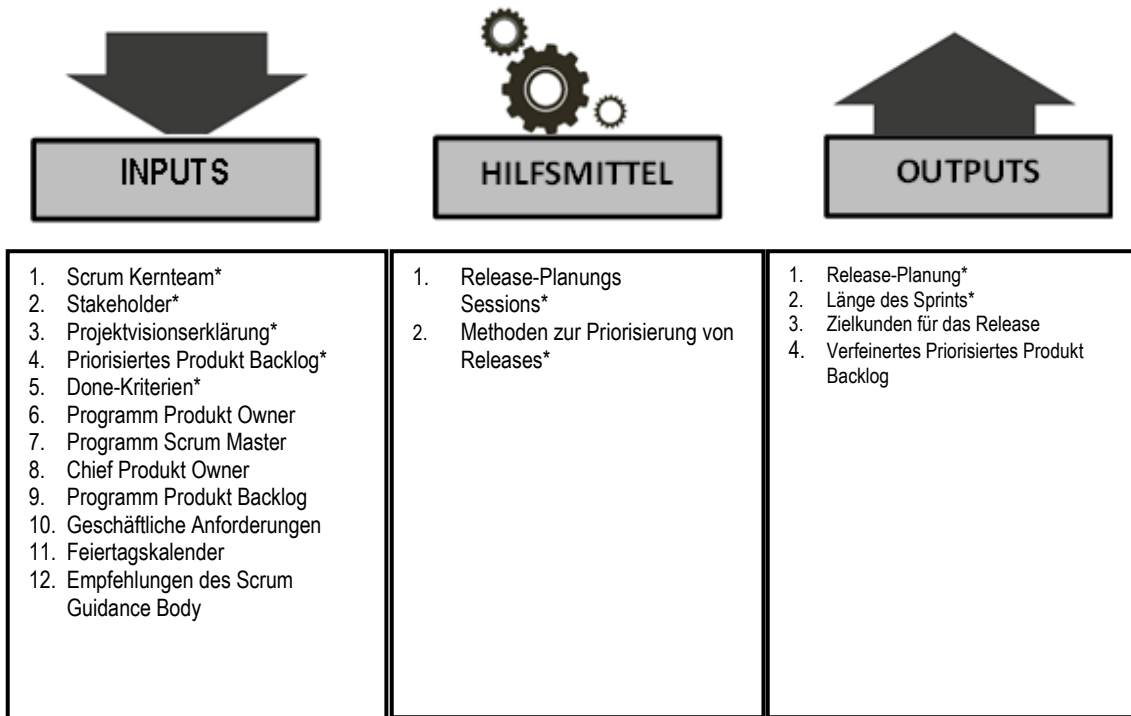 INPUTS
HILFSMITTEL
OUTPUTS
1. Scrum Kernteam*
2. Stakeholder*
3. Projektvisionserklärung*
4. Priorisiertes Produkt Backlog*
5. Done-Kriterien*
6. Programm Produkt Owner
7. Programm Scrum Master
8. Chief Produkt Owner
9. Programm Produkt Backlog
10. Geschäftliche Anforderungen
11. Feiertagskalender
12. Empfehlungen des Scrum
Guidance Body
1. Release-Planungs
Sessions*
2. Methoden zur Priorisierung von
Releases*
1. Release-Planung*
2. Länge des Sprints*
3. Zielkunden für das Release
4. Verfeinertes Priorisiertes Produkt
Backlog